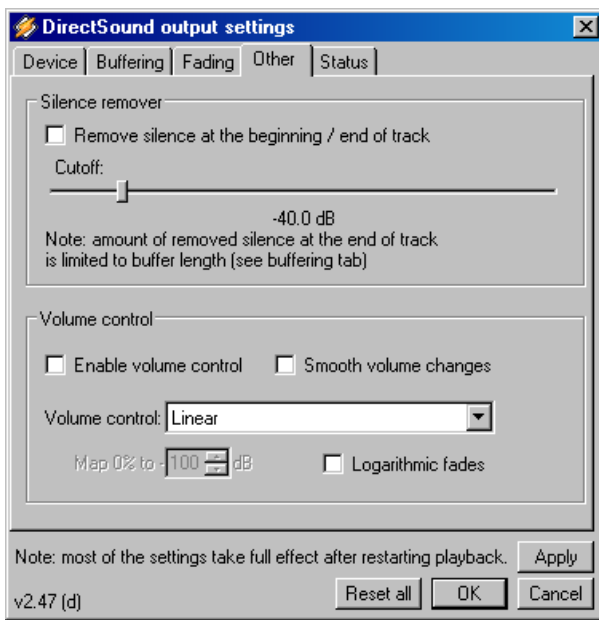 DirectSound output settings
Device Buffering Fading Other Status
Silence remover
Remove silence at the beginning / end of track
Cutoff:
-40.0 dB
Note: amount of removed silence at the end of track
is limited to buffer length (see buffering tab)
Volume control
Enable volume control Smooth volume changes
Volume control: Linear
Map 0% to -100 dB Logarithmic fades
Note: most of the settings take full effect after restarting playback. Apply
v2.47 (d) Reset all OK Cancel